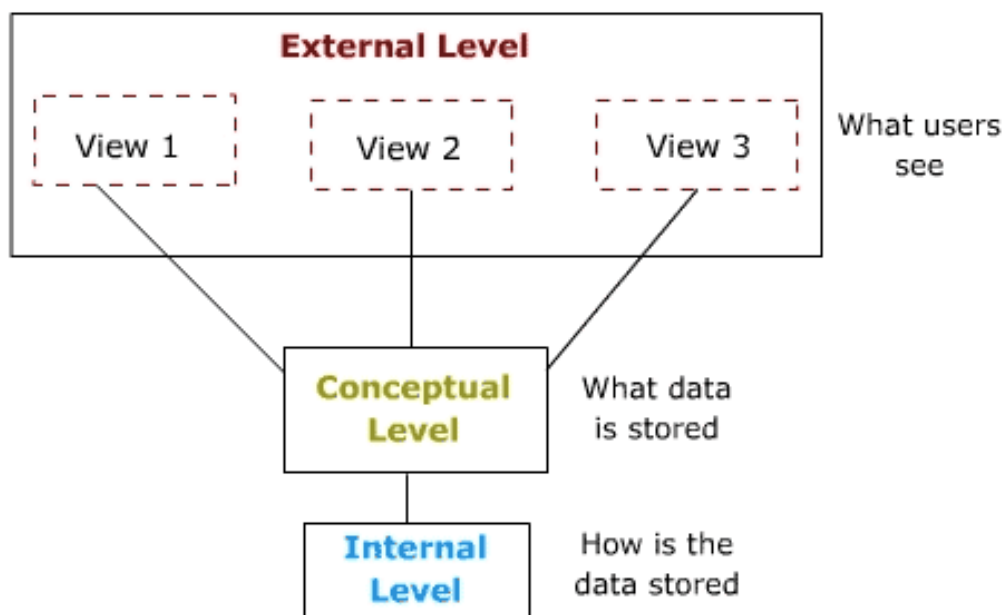 External Level
View 1
View 2
View 3
What users
see
Conceptual
Level
What data
is stored
Internal
Level
How is the
data stored